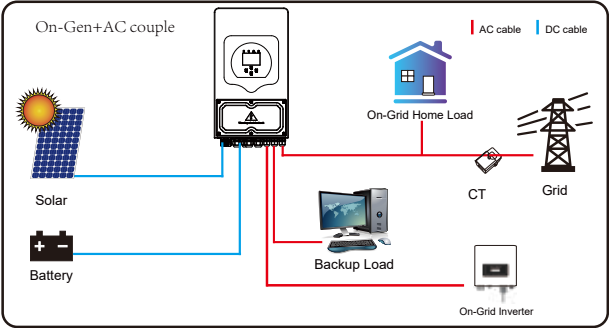 On-Gen+AC couple
AC cable
DC cable
On-Grid Home Load
Solar
CT
Grid
Battery
Backup Load
On-Grid Inverter